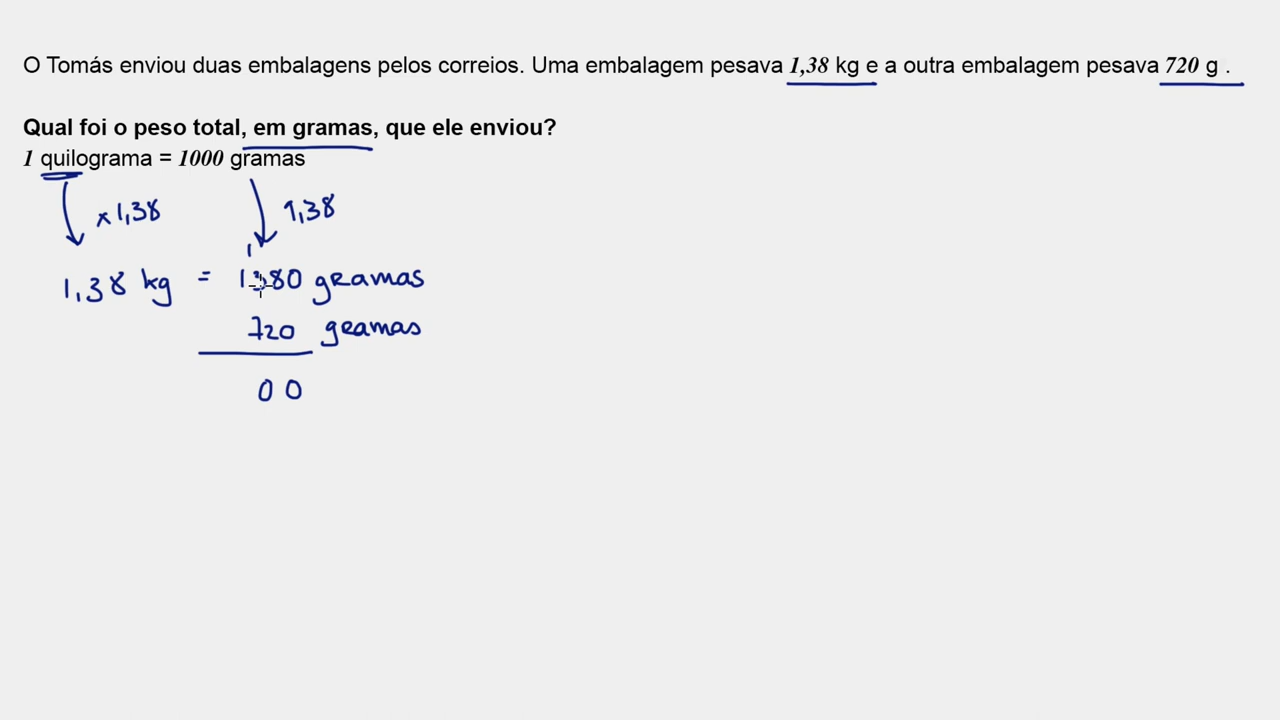 O Tomás enviou duas embalagens pelos correios. Uma embalagem pesava 1,38 kg e a outra embalagem pesava 720 g .
Qual foi o peso total, em gramas, que ele enviou?
1 quilograma = 1000 gramas
x 1,38 1,38
1
1,38 kg = 1380 gramas
720 gramas
00